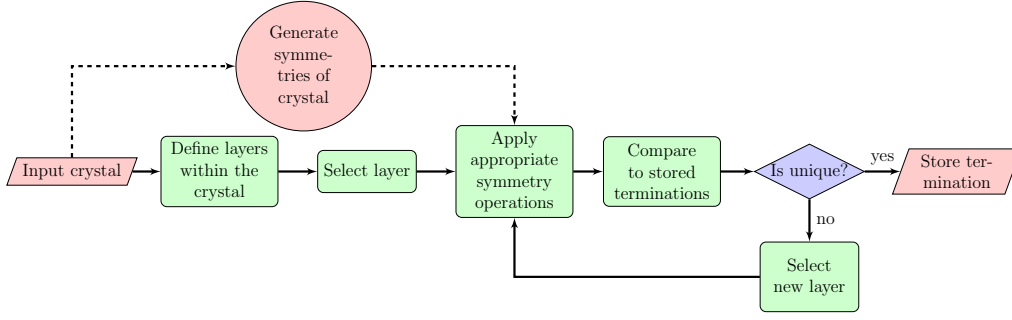 Generate
symme-
tries of
crystal
Input crystal
Define layers
within the
crystal
Select layer
Apply
appropriate
symmetry
operations
Compare
to stored
terminations
Is unique?
yes
Store ter-
mination
no
Select
new layer